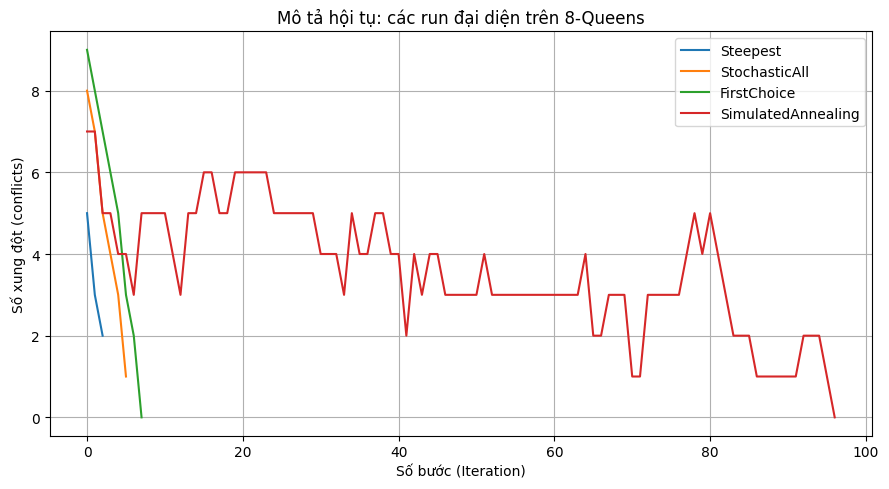 Mô tả hội tụ: các run đại diện trên 8-Queens
Steepest
StochasticAll
FirstChoice
SimulatedAnnealing
Số xung đột (conflicts)
8
6
4
2
0
0 20 40 60 80 100
Số bước (Iteration)